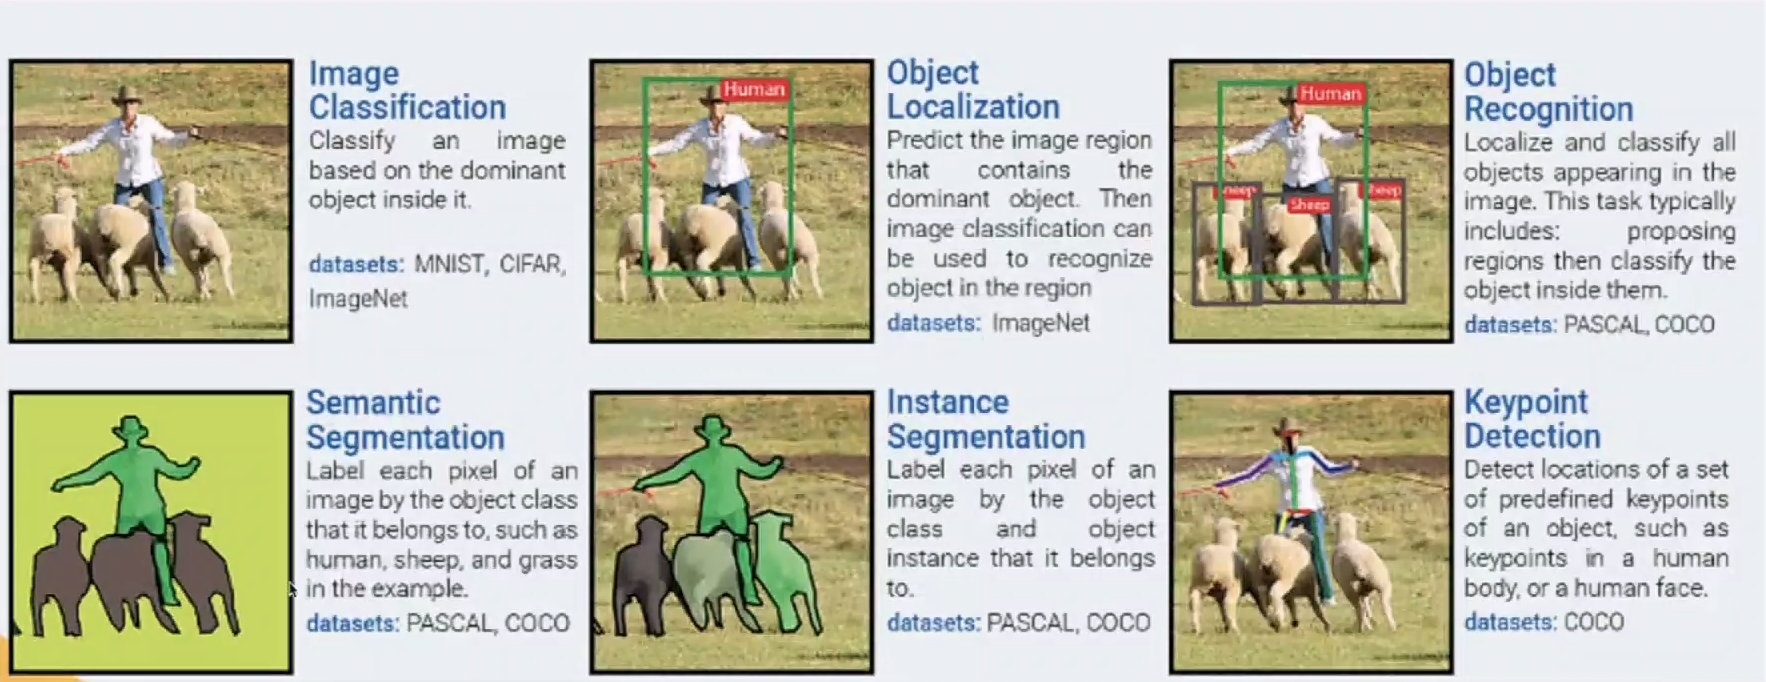 Image
Classification
Classify an image
based on the dominant
object inside it.
datasets: MNIST, CIFAR,
ImageNet
Human
Object
Localization
Predict the image region
that contains the
dominant object. Then
image classification can
be used to recognize
object in the region
datasets: ImageNet
Human
Sheep
Sheep
Sheep
Object
Recognition
Localize and classify all
objects appearing in the
image. This task typically
includes: proposing
regions then classify the
object inside them.
datasets: PASCAL, COCO
Semantic
Segmentation
Label each pixel of an
image by the object class
that it belongs to, such as
human, sheep, and grass
in the example.
datasets: PASCAL, COCO
Instance
Segmentation
Label each pixel of an
image by the object
class and object
instance that it belongs
to.
datasets: PASCAL, COCO
Keypoint
Detection
Detect locations of a set
of predefined keypoints
of an object, such as
keypoints in a human
body, or a human face.
datasets: COCO